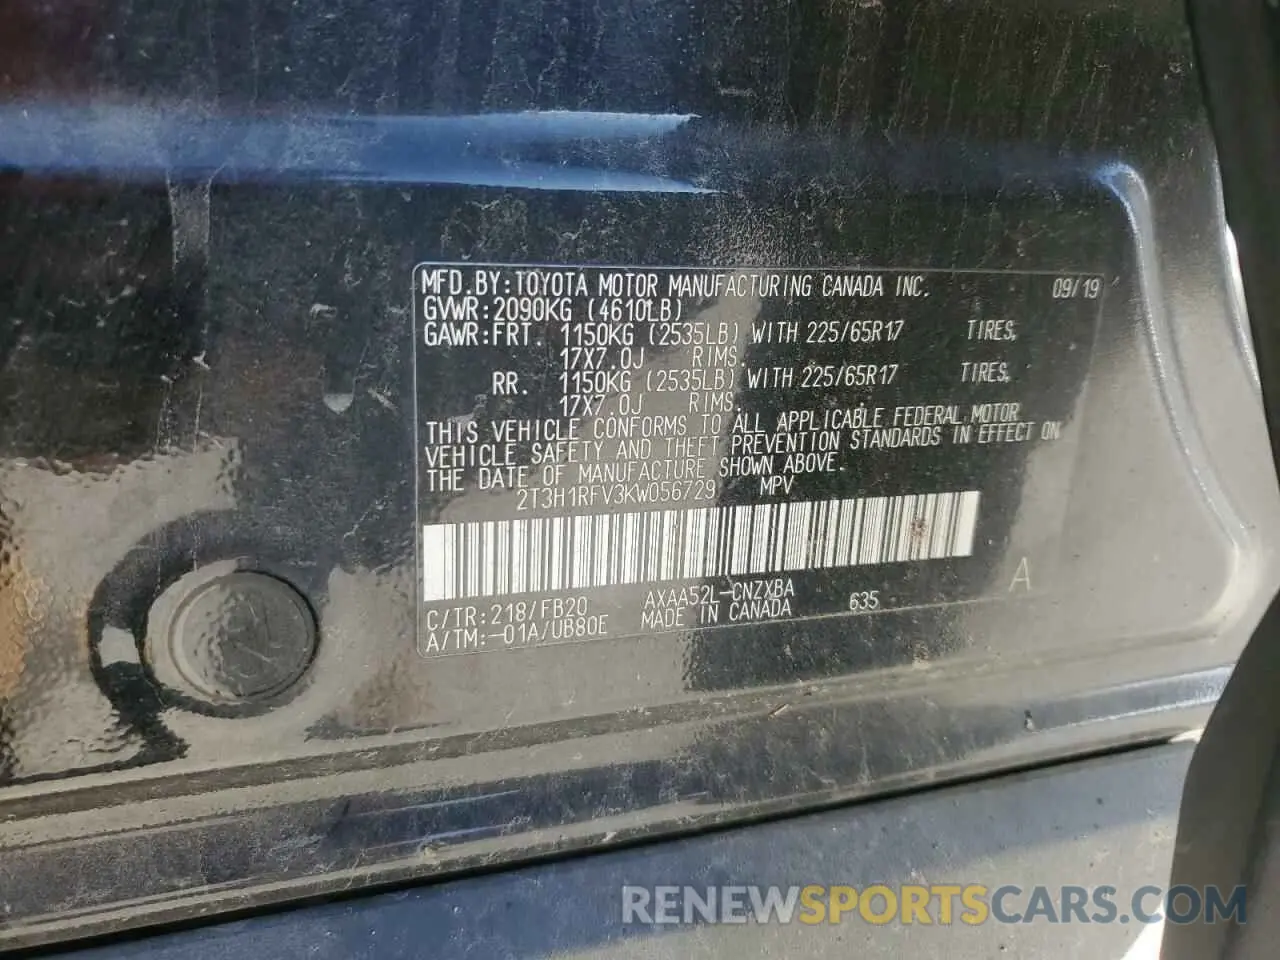 MFD.BY:TOYOTA MOTOR MANUFACTURING CANADA INC. 09/19
GVWR:2090KG (4610LB)
GAWR:FRT. 1150KG (2535LB) WITH 225/65R17 TIRES,
17X7.0J RIMS.
RR. 1150KG (2535LB) WITH 225/65R17 TIRES,
17X7.0J RIMS.
THIS VEHICLE CONFORMS TO ALL APPLICABLE FEDERAL MOTOR
VEHICLE SAFETY AND THEFT PREVENTION STANDARDS IN EFFECT ON
THE DATE OF MANUFACTURE SHOWN ABOVE.
2T3H1RFV3KW056729 MPV
C/TR:218/FB20 AXAA52L-CNZXBA
A/TM:-01A/UB80E MADE IN CANADA 635
A
RENEWSPORTSCARS.COM